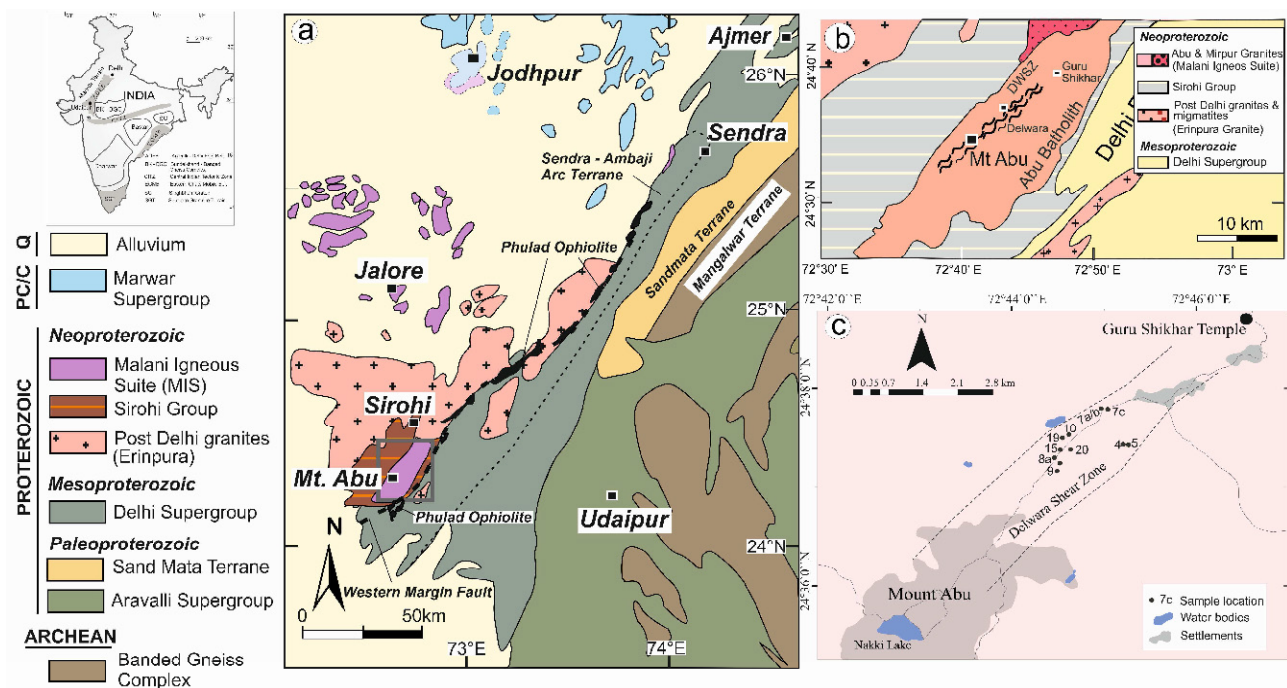 Delhi
INDIA
Q
Alluvium
PC/C
Marwar
Supergroup
PROTEROZOIC
Neoproterozoic
Malani Igneous
Suite (MIS)
Sirohi Group
Post Delhi granites
(Erinpura)
Mesoproterozoic
Delhi Supergroup
Paleoproterozoic
Sand Mata Terrane
Aravalli Supergroup
ARCHEAN
Banded Gneiss
Complex
a
Ajmer
Jodhpur
26°N
Sendra
Sendra - Ambaji
Arc Terrane
Phulad Ophiolite
Sandmata Terrane
Mangalwar Terrane
Jalore
25°N
Sirohi
Mt. Abu
Phulad Ophiolite
Udaipur
N
24°N
Western Margin Fault
0
50km
73°E
74°E
b
24°40'N
DWSZ
Guru
Shikhar
Delwara
Mt Abu
Abu Batholith
Delhi
24°30'N
Neoproterozoic
Abu & Mirpur Granites
(Malani Igneos Suite)
Sirohi Group
Post Delhi granites &
migmatites
(Erinpura Granite)
Mesoproterozoic
Delhi Supergroup
10 km
72°30'
72°40'
72°50'
73°E
72°42'0''E
72°44'0''E
72°46'0''E
c
N
Guru Shikhar Temple
0 0.35 0.7 1.4 2.1 2.8 km
24°38'0''N
7a/b
7c
10
19
15
20
4
5
8a
9
Delwara Shear Zone
24°36'0''N
Mount Abu
Nakki Lake
7c Sample location
Water bodies
Settlements